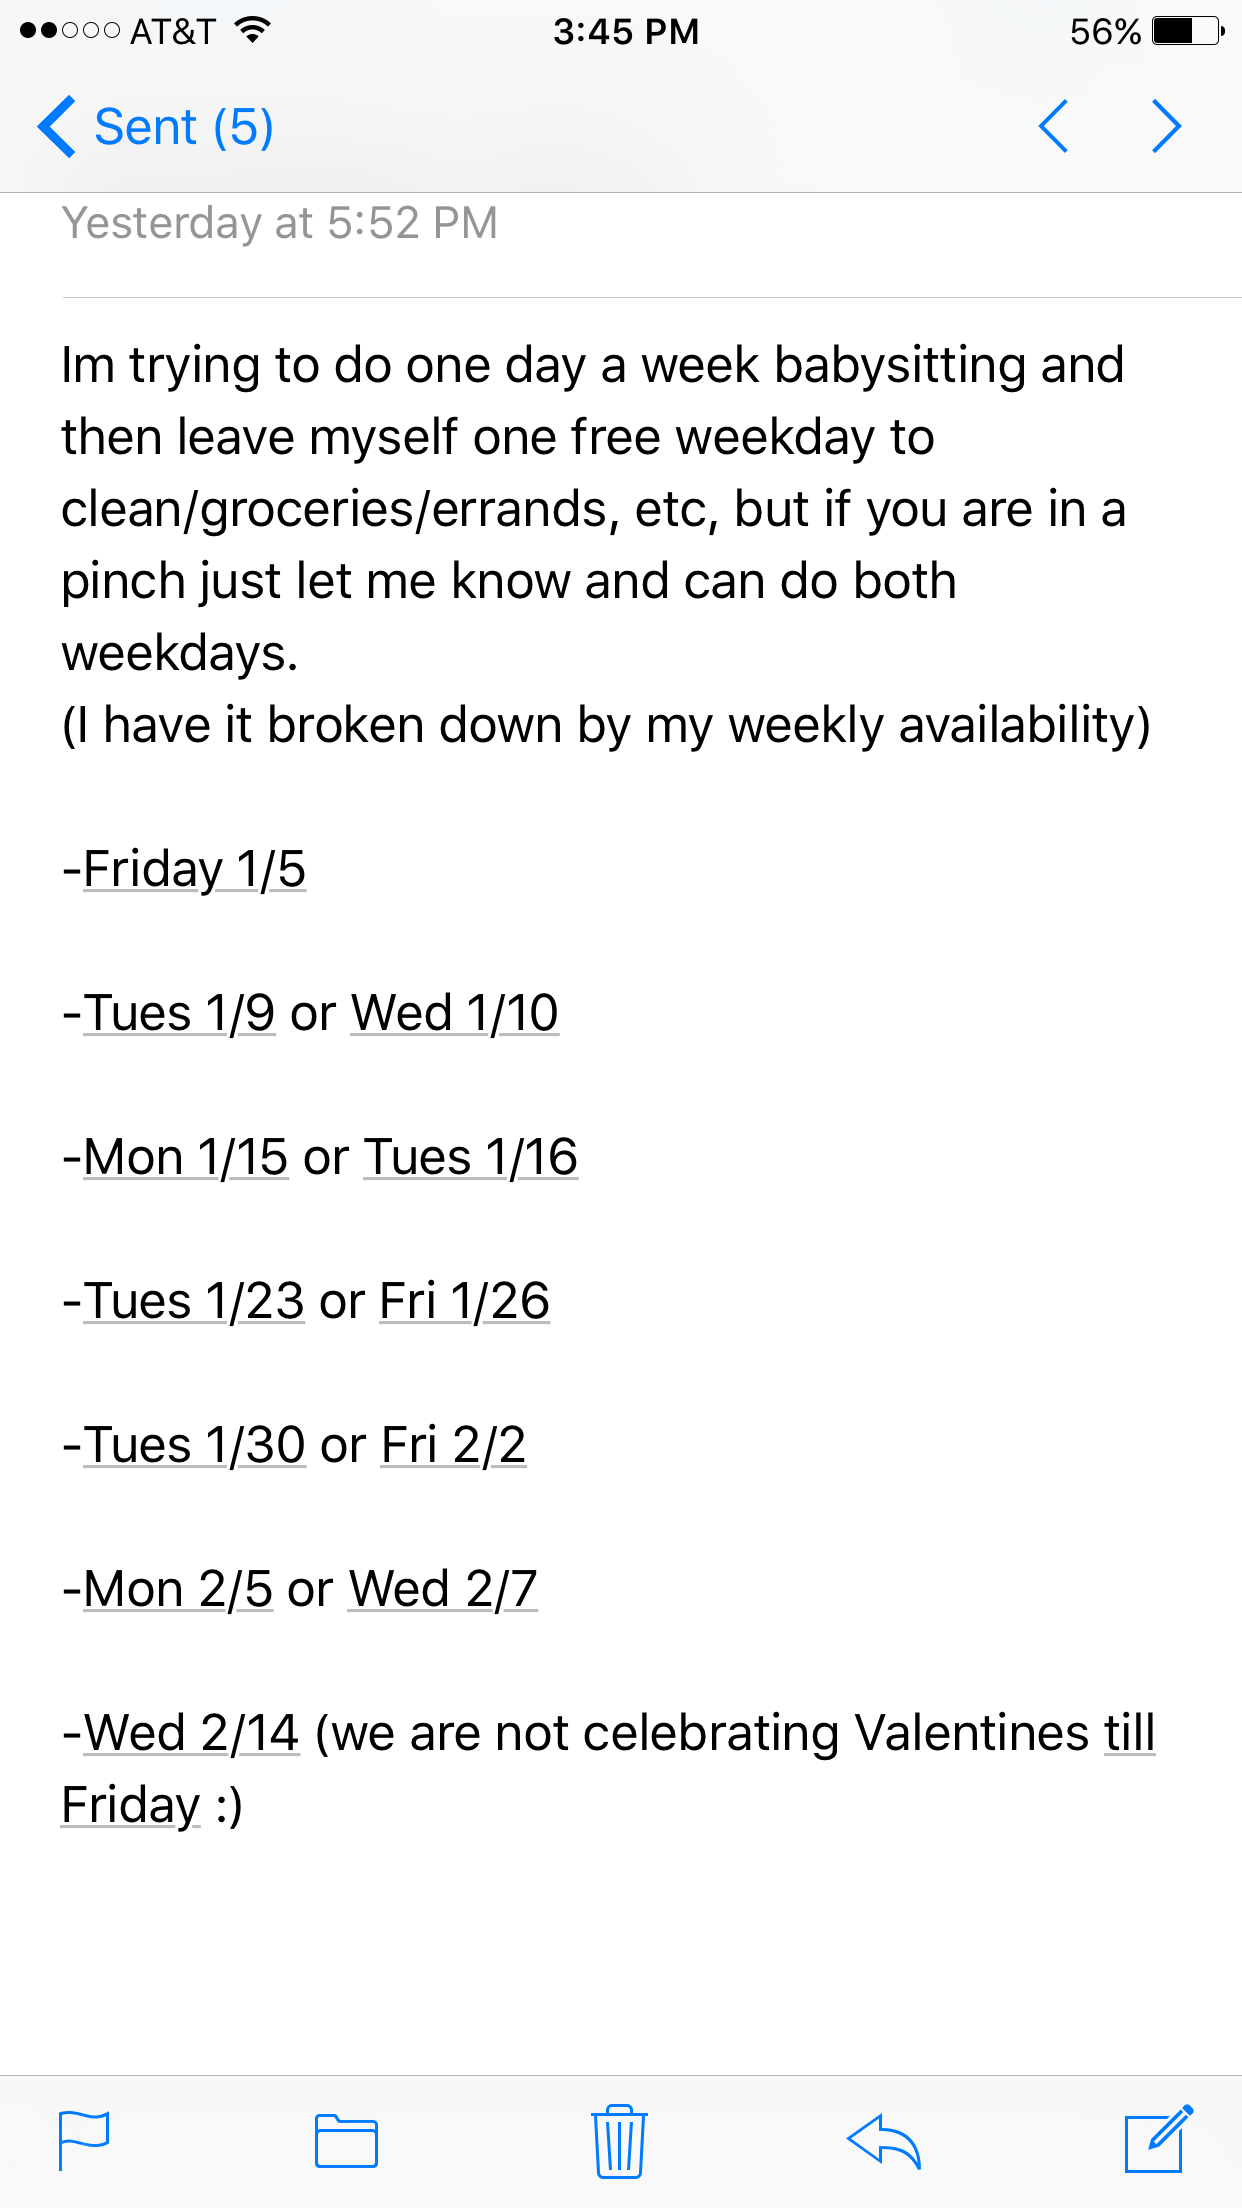 AT&T 3:45 PM 56%
Sent (5)
Yesterday at 5:52 PM
Im trying to do one day a week babysitting and
then leave myself one free weekday to
clean/groceries/errands, etc, but if you are in a
pinch just let me know and can do both
weekdays.
(I have it broken down by my weekly availability)
-Friday 1/5
-Tues 1/9 or Wed 1/10
-Mon 1/15 or Tues 1/16
-Tues 1/23 or Fri 1/26
-Tues 1/30 or Fri 2/2
-Mon 2/5 or Wed 2/7
-Wed 2/14 (we are not celebrating Valentines till
Friday :)